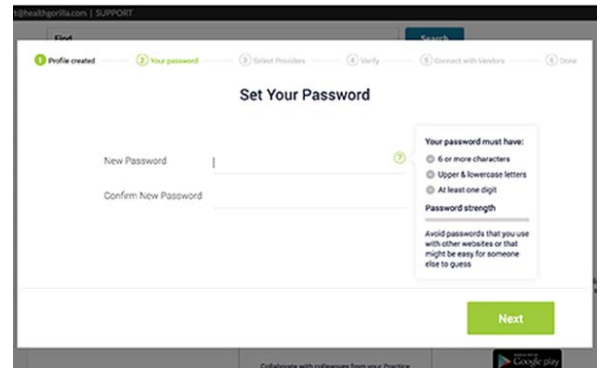 t@healthgorilla.com | SUPPORT
Find
Search
1 Profile created 2 Your password 3 Select Providers 4 Verify 5 Connect with Vendors 6 Done
Set Your Password
New Password
?
Confirm New Password
Your password must have:
6 or more characters
Upper & lowercase letters
At least one digit
Password strength
Avoid passwords that you use
with other websites or that
might be easy for someone
else to guess
Next
Collaborate with colleagues from your Practice
Google play